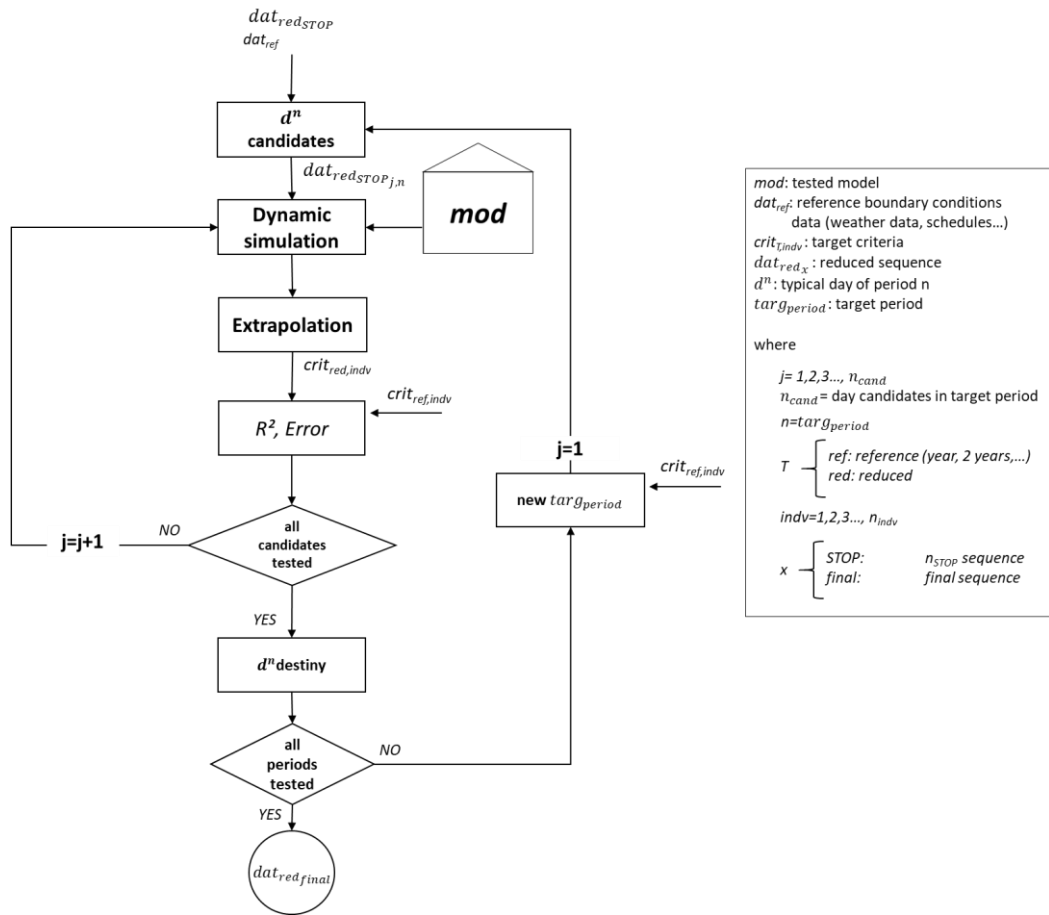 dat_red_STOP
dat_ref
d^n
candidates
dat_red_STOP_j,n
mod
Dynamic
simulation
Extrapolation
crit_red,indv
crit_ref,indv
R², Error
all
candidates
tested
NO
j=j+1
YES
d^n destiny
all
periods
tested
NO
YES
dat_red_final
j=1
crit_ref,indv
new targ_period
mod: tested model
dat_ref: reference boundary conditions
data (weather data, schedules…)
crit_T,indv: target criteria
dat_red_x : reduced sequence
d^n: typical day of period n
targ_period: target period
where
j= 1,2,3…, n_cand
n_cand = day candidates in target period
n=targ_period
T
ref: reference (year, 2 years,…)
red: reduced
indv=1,2,3…, n_indv
x
STOP: n_STOP sequence
final: final sequence